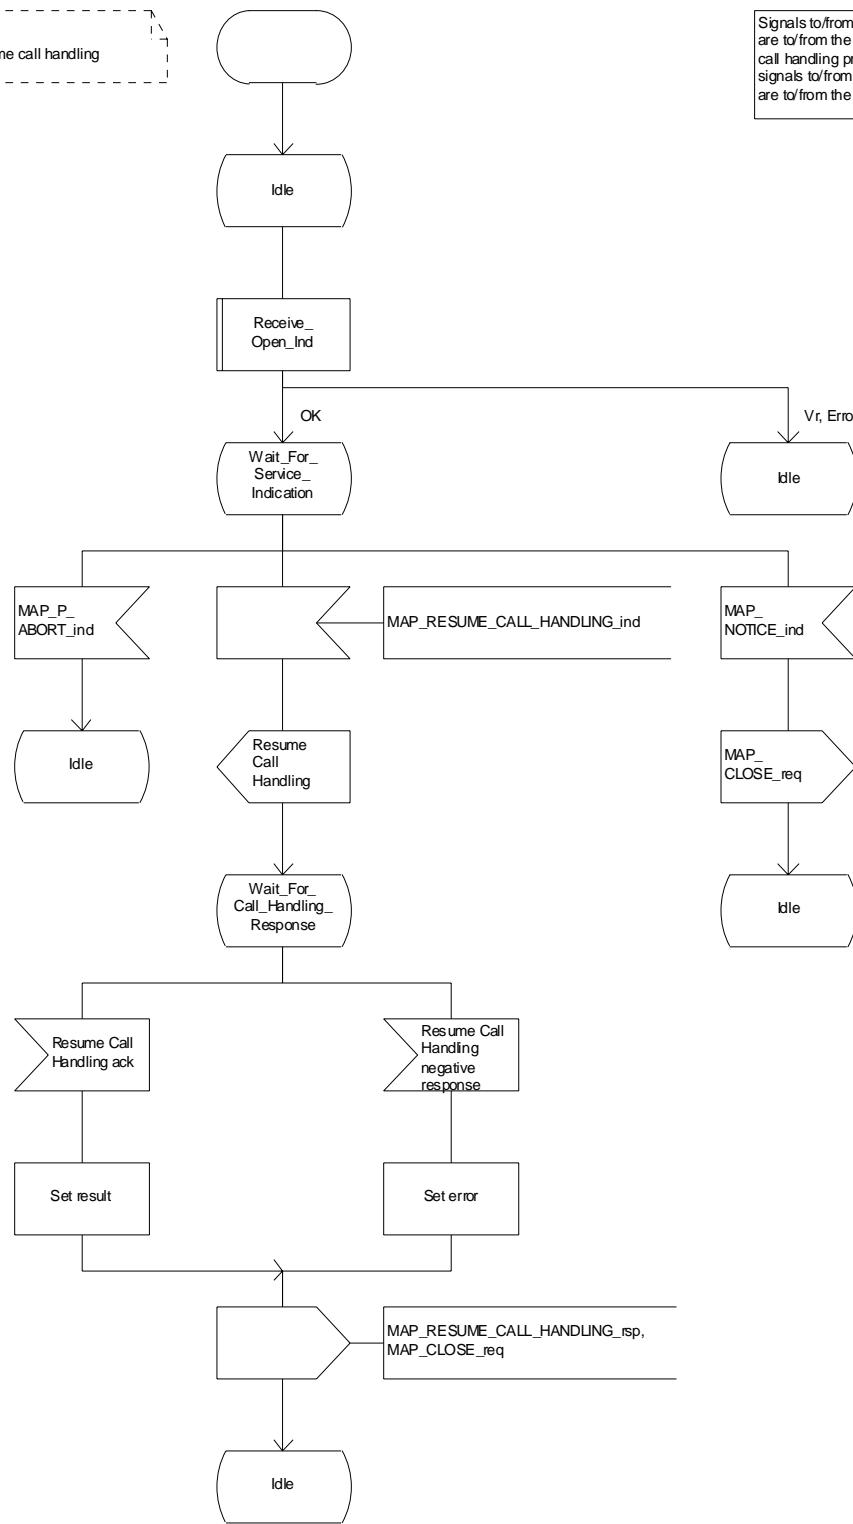 call handling
Signals to/from
are to/from the
call handling
signals to/from
are to/from the
Idle
Receive_
Open_Ind
OK
Vr,
Wait_For_
Service_
Indication
Idle
MAP_P_
ABORT_ind
MAP_RESUME_CALL_HANDLING_ind
MAP_
NOTICE_ind
Idle
Resume
Call
Handling
MAP_
CLOSE_req
Wait_For_
Call_Handling_
Response
Idle
Resume Call
Handling ack
Resume Call
Handling
negative
response
Set result
Set error
MAP_RESUME_CALL_HANDLING_rsp,
MAP_CLOSE_req
Idle